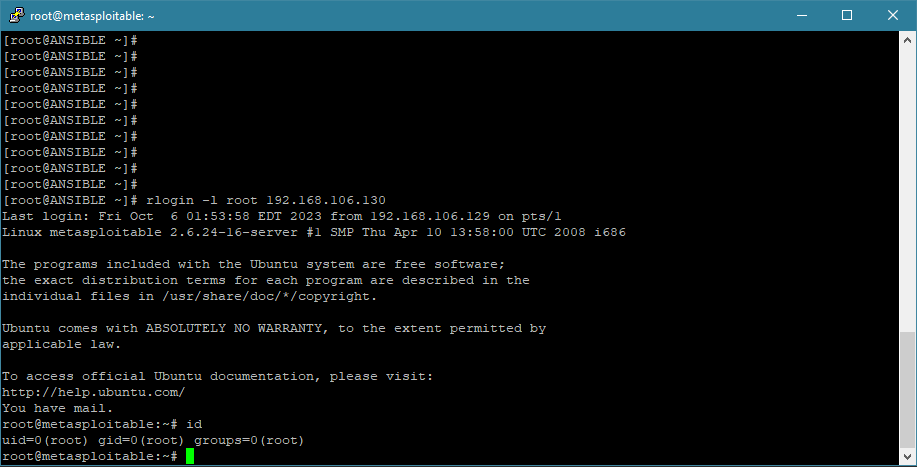 root@metasploitable: ~
[root@ANSIBLE ~]#
[root@ANSIBLE ~]#
[root@ANSIBLE ~]#
[root@ANSIBLE ~]#
[root@ANSIBLE ~]#
[root@ANSIBLE ~]#
[root@ANSIBLE ~]#
[root@ANSIBLE ~]#
[root@ANSIBLE ~]#
[root@ANSIBLE ~]#
[root@ANSIBLE ~]# rlogin -l root 192.168.106.130
Last login: Fri Oct  6 01:53:58 EDT 2023 from 192.168.106.129 on pts/1
Linux metasploitable 2.6.24-16-server #1 SMP Thu Apr 10 13:58:00 UTC 2008 i686
The programs included with the Ubuntu system are free software;
the exact distribution terms for each program are described in the
individual files in /usr/share/doc/*/copyright.
Ubuntu comes with ABSOLUTELY NO WARRANTY, to the extent permitted by
applicable law.
To access official Ubuntu documentation, please visit:
http://help.ubuntu.com/
You have mail.
root@metasploitable:~# id
uid=0(root) gid=0(root) groups=0(root)
root@metasploitable:~#